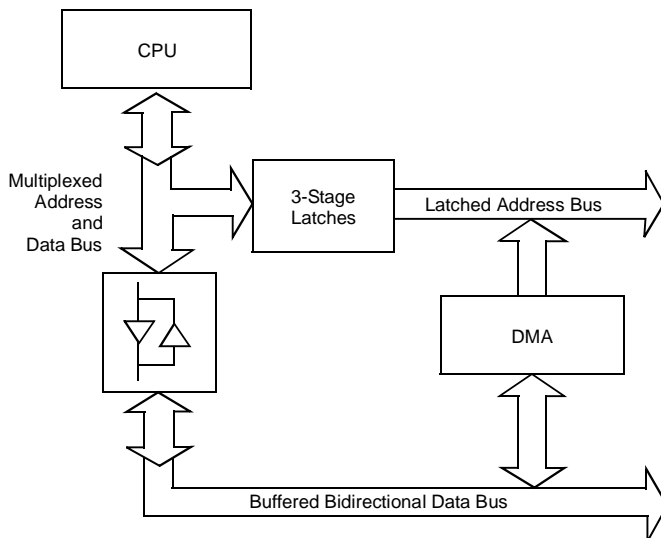 CPU
Multiplexed
Address
and
Data Bus
3-Stage
Latches
Latched Address Bus
DMA
Buffered Bidirectional Data Bus